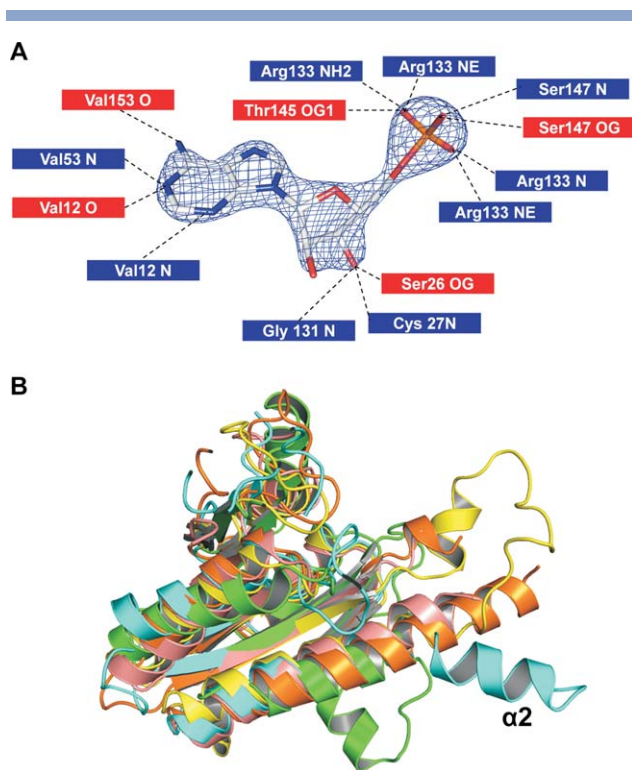 A
Arg133 NH2
Arg133 NE
Val153 O
Thr145 OG1
Ser147 N
Ser147 OG
Val53 N
Val12 O
Arg133 N
Arg133 NE
Val12 N
Ser26 OG
Gly 131 N
Cys 27N
B
α2